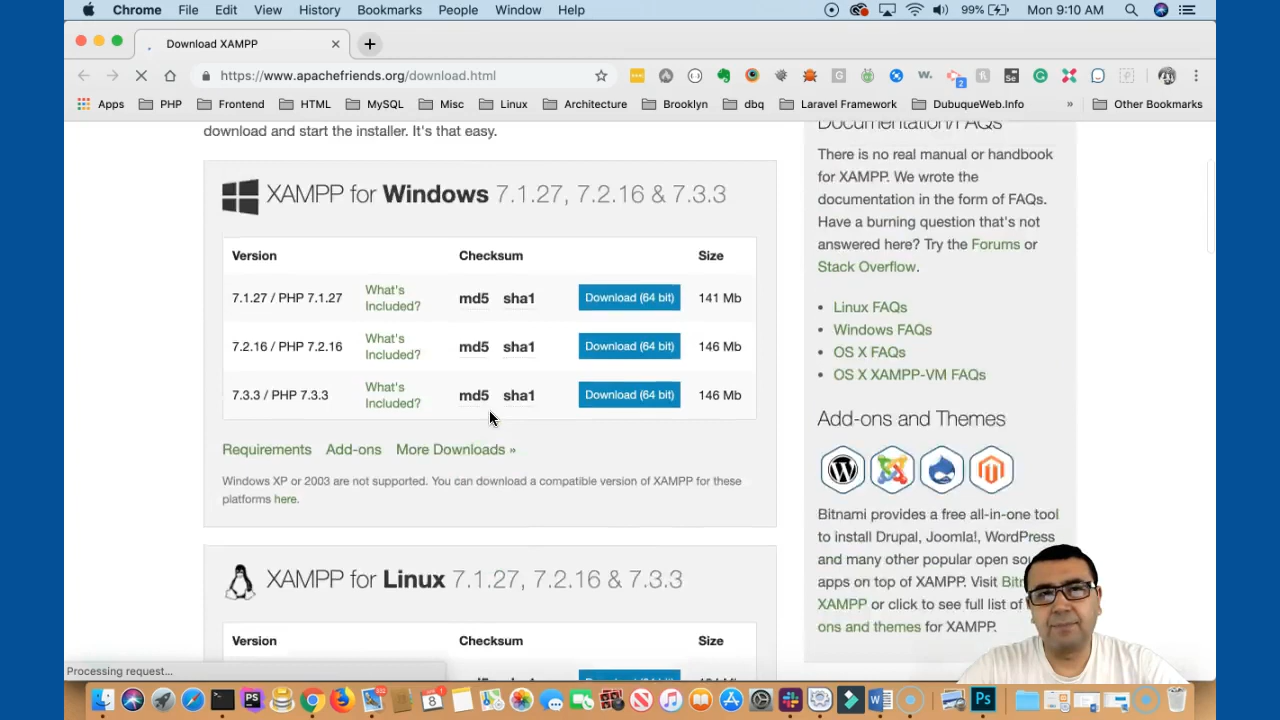 Chrome File Edit View History Bookmarks People Window Help 99% Mon 9:10 AM
Download XAMPP
https://www.apachefriends.org/download.html
Apps PHP Frontend HTML MySQL Misc Linux Architecture Brooklyn dbq Laravel Framework DubuqueWeb.Info » Other Bookmarks
download and start the installer. It's that easy.
XAMPP for Windows 7.1.27, 7.2.16 & 7.3.3
Version Checksum Size
7.1.27 / PHP 7.1.27 What's Included? md5 sha1 Download (64 bit) 141 Mb
7.2.16 / PHP 7.2.16 What's Included? md5 sha1 Download (64 bit) 146 Mb
7.3.3 / PHP 7.3.3 What's Included? md5 sha1 Download (64 bit) 146 Mb
Requirements Add-ons More Downloads »
Windows XP or 2003 are not supported. You can download a compatible version of XAMPP for these
platforms here.
XAMPP for Linux 7.1.27, 7.2.16 & 7.3.3
Version Checksum Size
Documentation/FAQs
There is no real manual or handbook
for XAMPP. We wrote the
documentation in the form of FAQs.
Have a burning question that's not
answered here? Try the Forums or
Stack Overflow.
• Linux FAQs
• Windows FAQs
• OS X FAQs
• OS X XAMPP-VM FAQs
Add-ons and Themes
Bitnami provides a free all-in-one tool
to install Drupal, Joomla!, WordPress
and many other popular open
apps on top of XAMPP. Visit
XAMPP or click to see full list of
ons and themes for XAMPP.
Processing request...